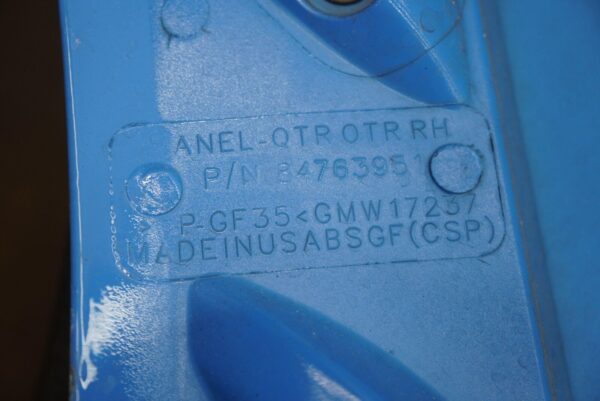 ANEL-QTR OTR RH
P/N 84763951
P-GF35<GMW17237
MADEINUSABSGF(CSP)